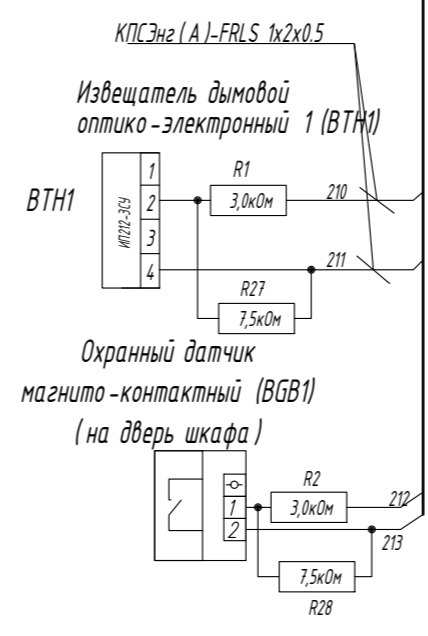 КПСЭнг(А)-FRLS 1х2х0.5
Извещатель дымовой
оптико-электронный 1 (BTH1)
BTH1
ИП212-3СУ
1
2
3
4
R1
3,0кОм
210
211
R27
7,5кОм
Охранный датчик
магнито-контактный (BGB1)
(на дверь шкафа)
1
2
R2
3,0кОм
212
213
7,5кОм
R28